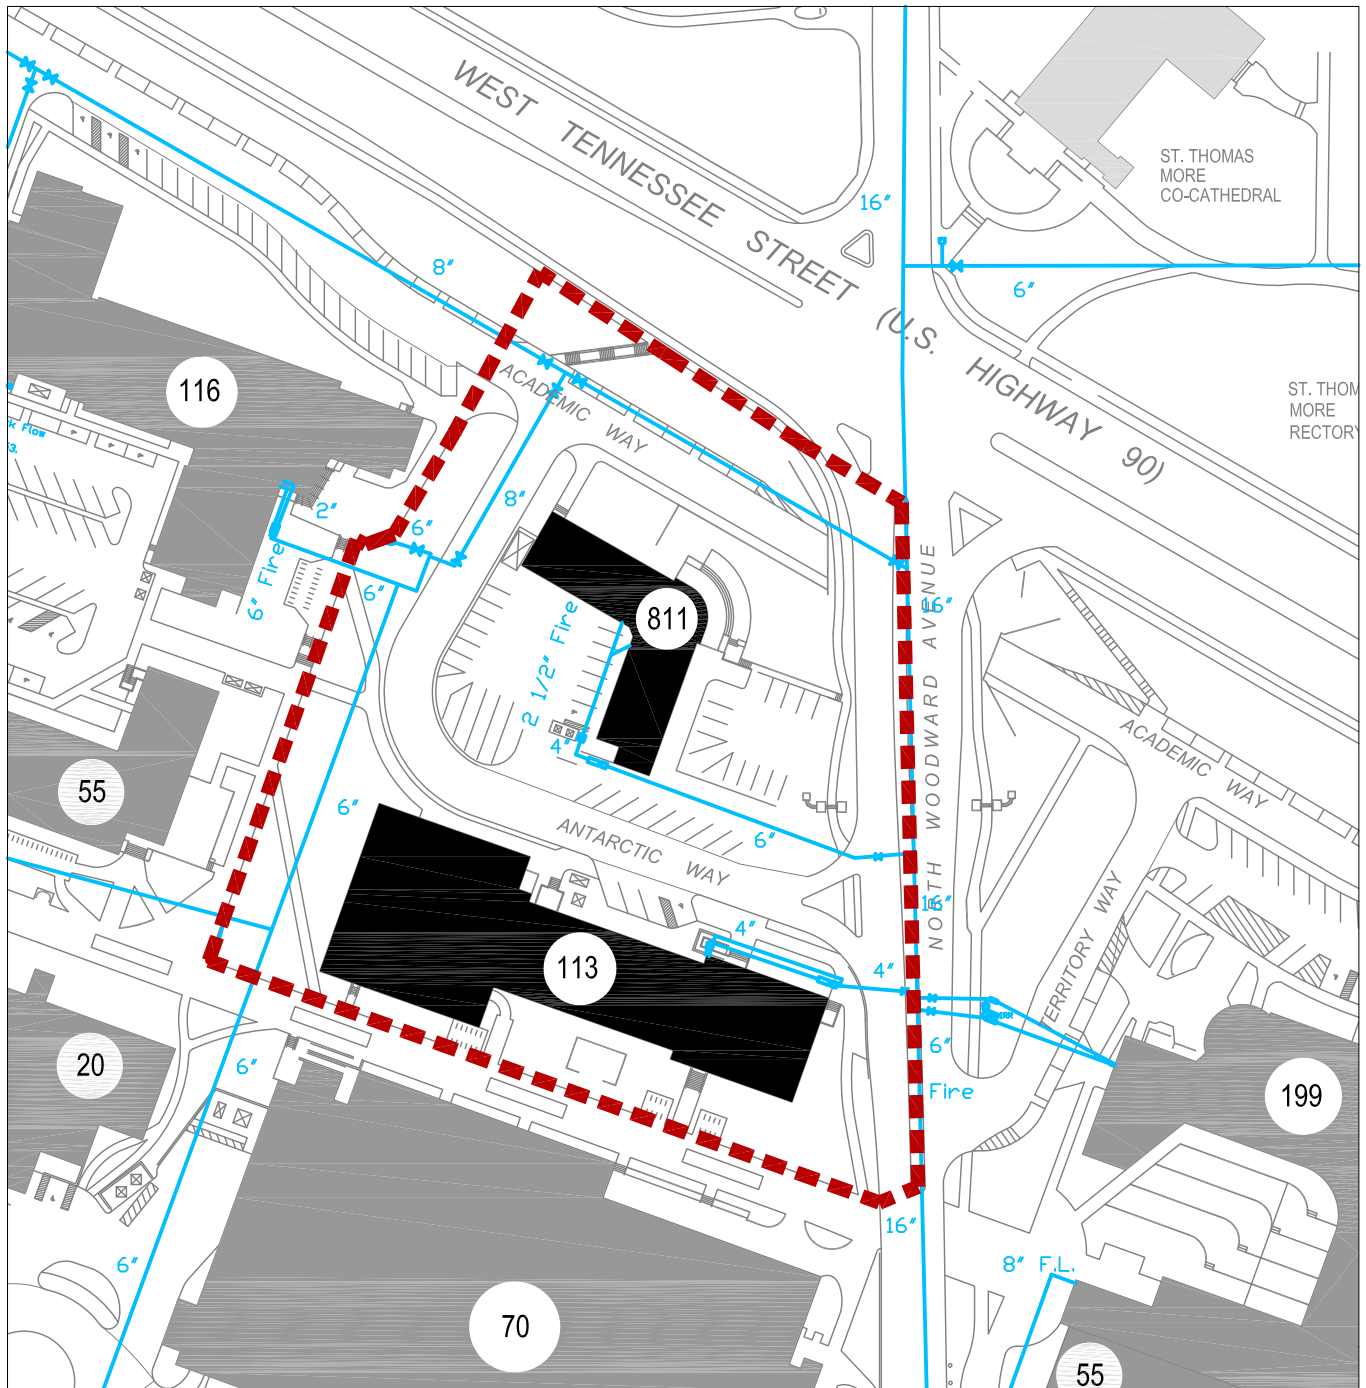 WEST TENNESSEE STREET (U.S. HIGHWAY 90)
ST. THOMAS
MORE
CO-CATHEDRAL
16"
8"
6"
ST. THOM
MORE
RECTORY
ACADEMIC WAY
116
Flow
8"
2"
6"
6" Fire
6"
811
16"
2 1/2" Fire
NORTH WOODWARD AVENUE
4"
ACADEMIC WAY
55
6"
6"
ANTARCTIC WAY
16"
4"
TERRITORY WAY
113
4"
20
6"
6"
Fire
199
16"
6"
8" F.L.
70
55